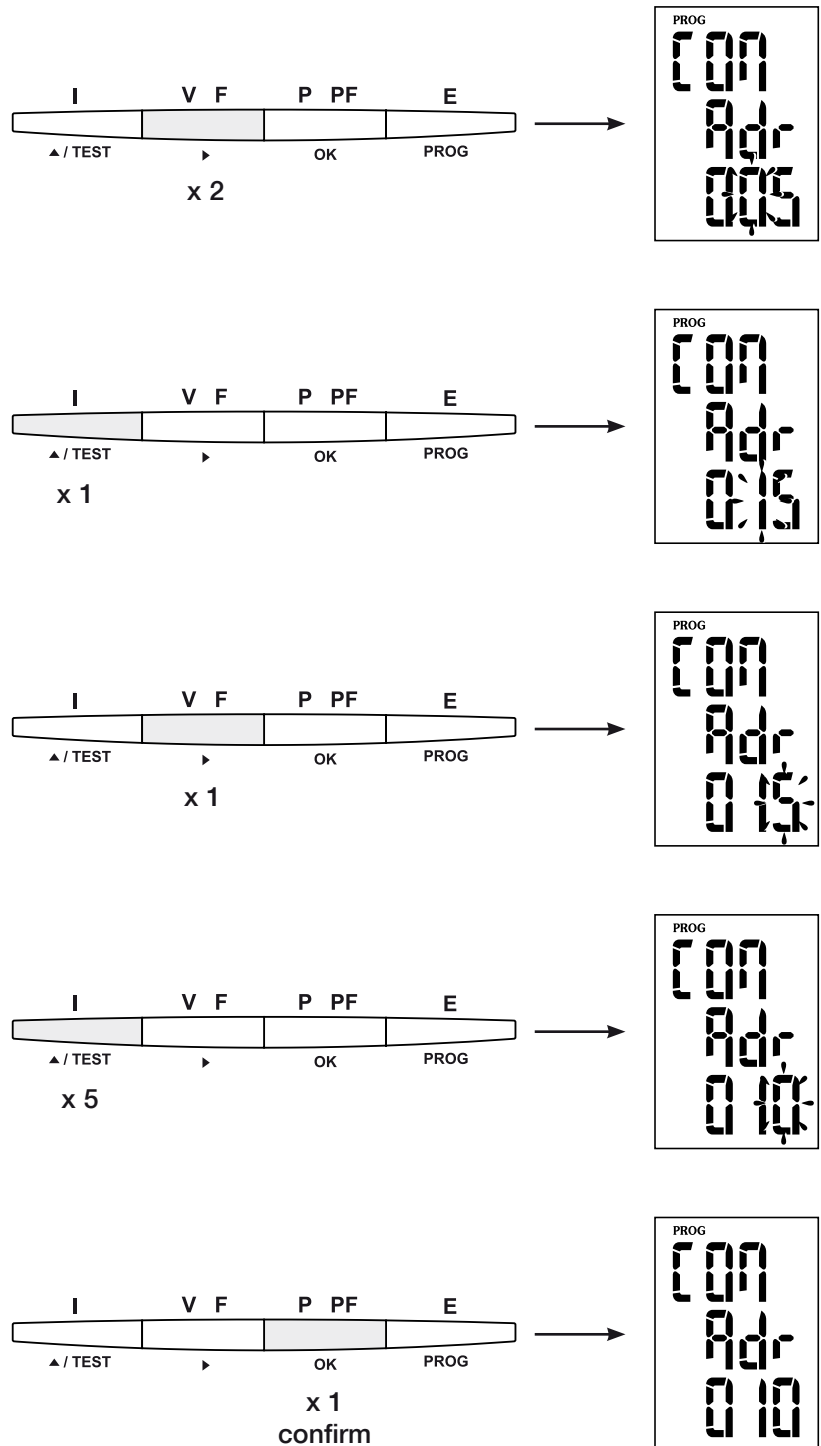 I V F P PF E
▲ / TEST ► OK PROG
x 2
PROG
COM
Adr
005
I V F P PF E
▲ / TEST ► OK PROG
x 1
PROG
COM
Adr
015
I V F P PF E
▲ / TEST ► OK PROG
x 1
PROG
COM
Adr
015
I V F P PF E
▲ / TEST ► OK PROG
x 5
PROG
COM
Adr
010
I V F P PF E
▲ / TEST ► OK PROG
x 1
confirm
PROG
COM
Adr
010